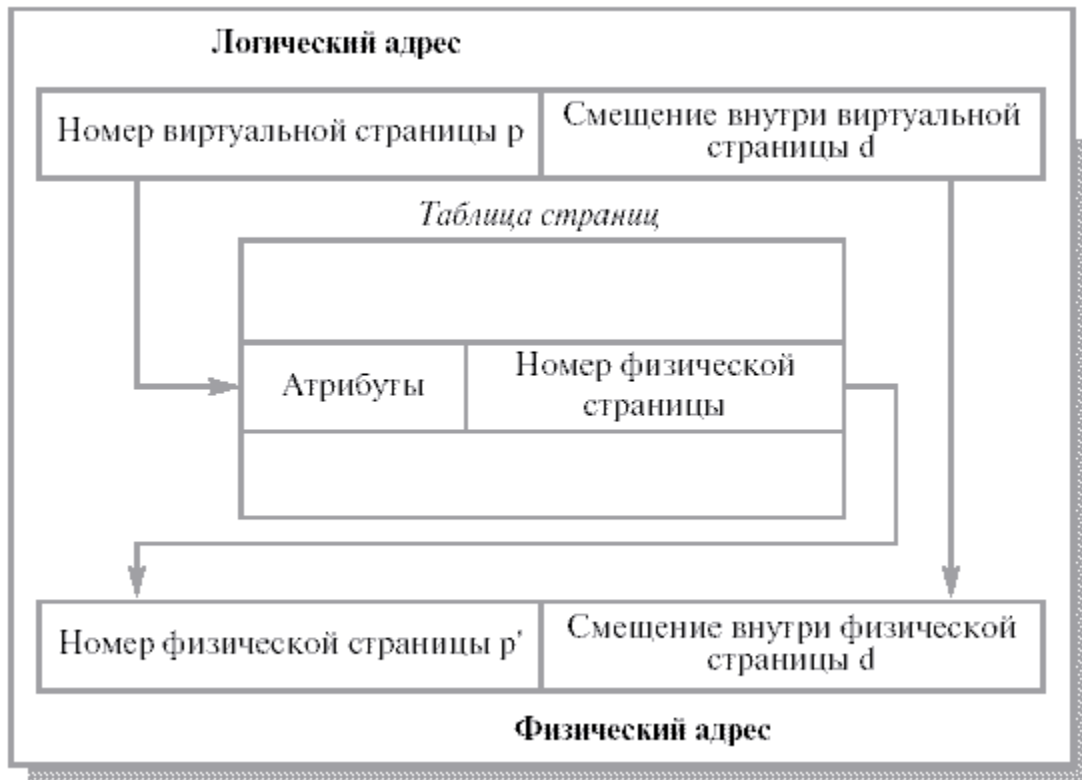 Логический адрес
Номер виртуальной страницы p
Смещение внутри виртуальной
страницы d
Таблица страниц
Атрибуты
Номер физической
страницы
Номер физической страницы p'
Смещение внутри физической
страницы d
Физический адрес